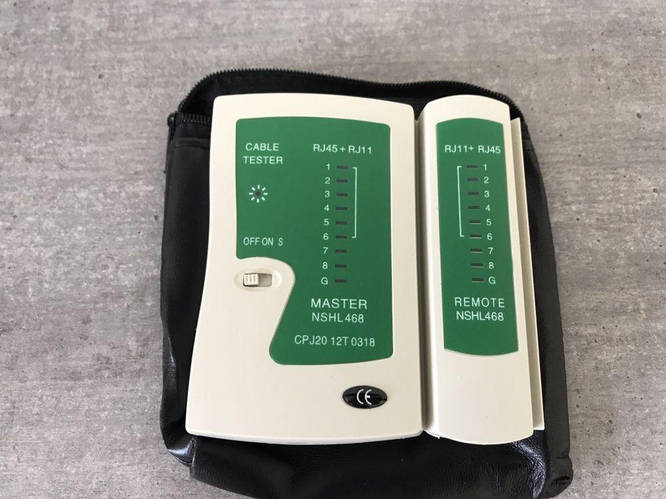 CABLE
TESTER
OFF ON S
RJ45 + RJ11
1
2
3
4
5
6
7
8
G
MASTER
NSHL468
CPJ20 12T 0318
CE
RJ11+ RJ45
1
2
3
4
5
6
7
8
G
REMOTE
NSHL468